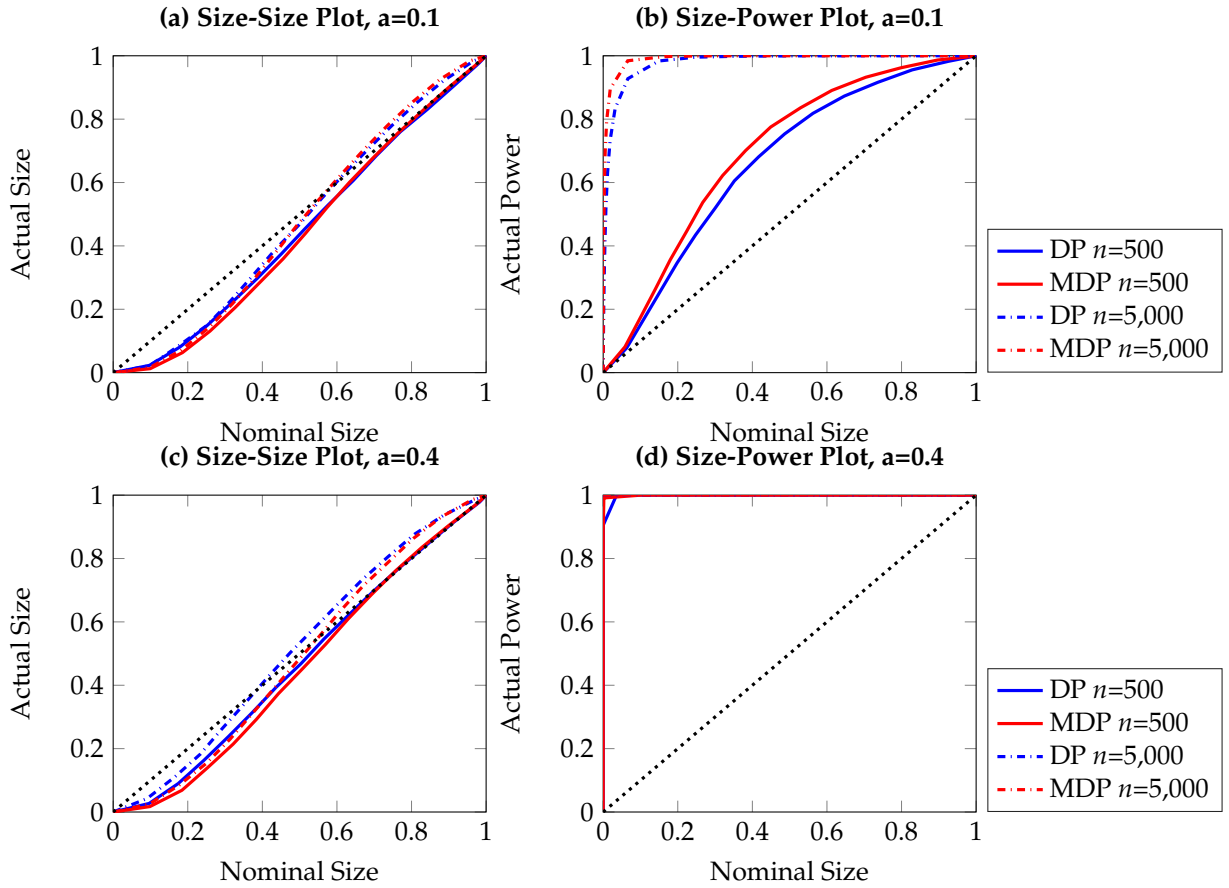 (a) Size-Size Plot, a=0.1
(b) Size-Power Plot, a=0.1
1
0.8
0.6
0.4
0.2
0
Actual Size
0
0.2
0.4
0.6
0.8
1
Nominal Size
1
0.8
0.6
0.4
0.2
0
Actual Power
0
0.2
0.4
0.6
0.8
1
Nominal Size
DP n=500
MDP n=500
DP n=5,000
MDP n=5,000
(c) Size-Size Plot, a=0.4
(d) Size-Power Plot, a=0.4
1
0.8
0.6
0.4
0.2
0
Actual Size
0
0.2
0.4
0.6
0.8
1
Nominal Size
1
0.8
0.6
0.4
0.2
0
Actual Power
0
0.2
0.4
0.6
0.8
1
Nominal Size
DP n=500
MDP n=500
DP n=5,000
MDP n=5,000